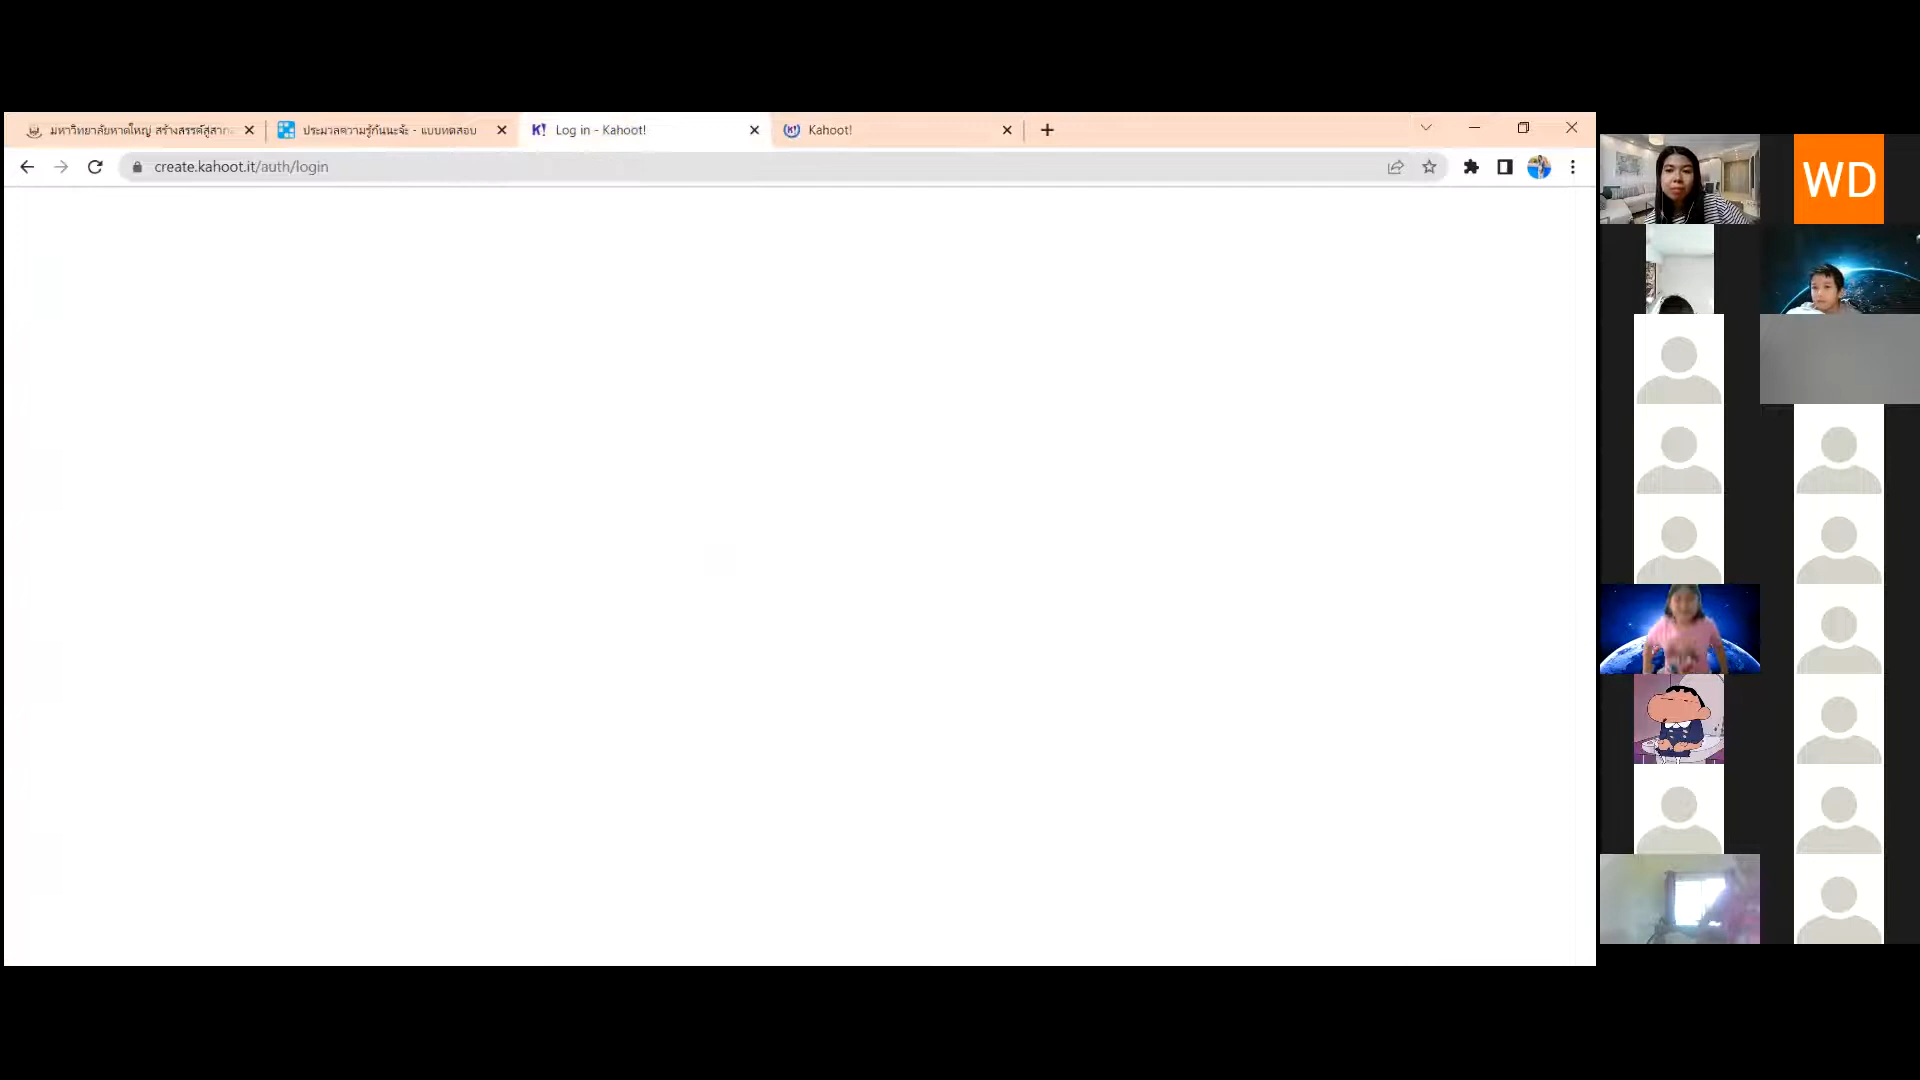 มหาวิทยาลัยหาดใหญ่ สร้างสรรค์สู่สาก
ประมวลความรู้กันนะจ๊ะ - แบบทดสอบ
K! Log in - Kahoot!
K! Kahoot!
create.kahoot.it/auth/login
WD